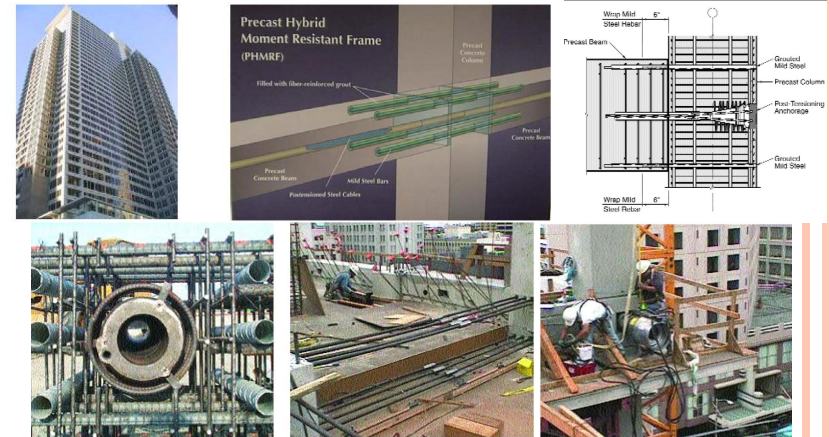 Precast Hybrid
Moment Resistant Frame
(PHMRF)
Precast
Concrete
Column
Filled with fiber-reinforced grout
Precast
Concrete Beam
Precast
Concrete Beam
Mild Steel Bars
Postensioned Steel Cables
Wrap Mild
Steel Rebar
6"
Precast Beam
Grouted
Mild Steel
Precast Column
Post-Tensioning
Anchorage
Grouted
Mild Steel
Wrap Mild
Steel Rebar
6"